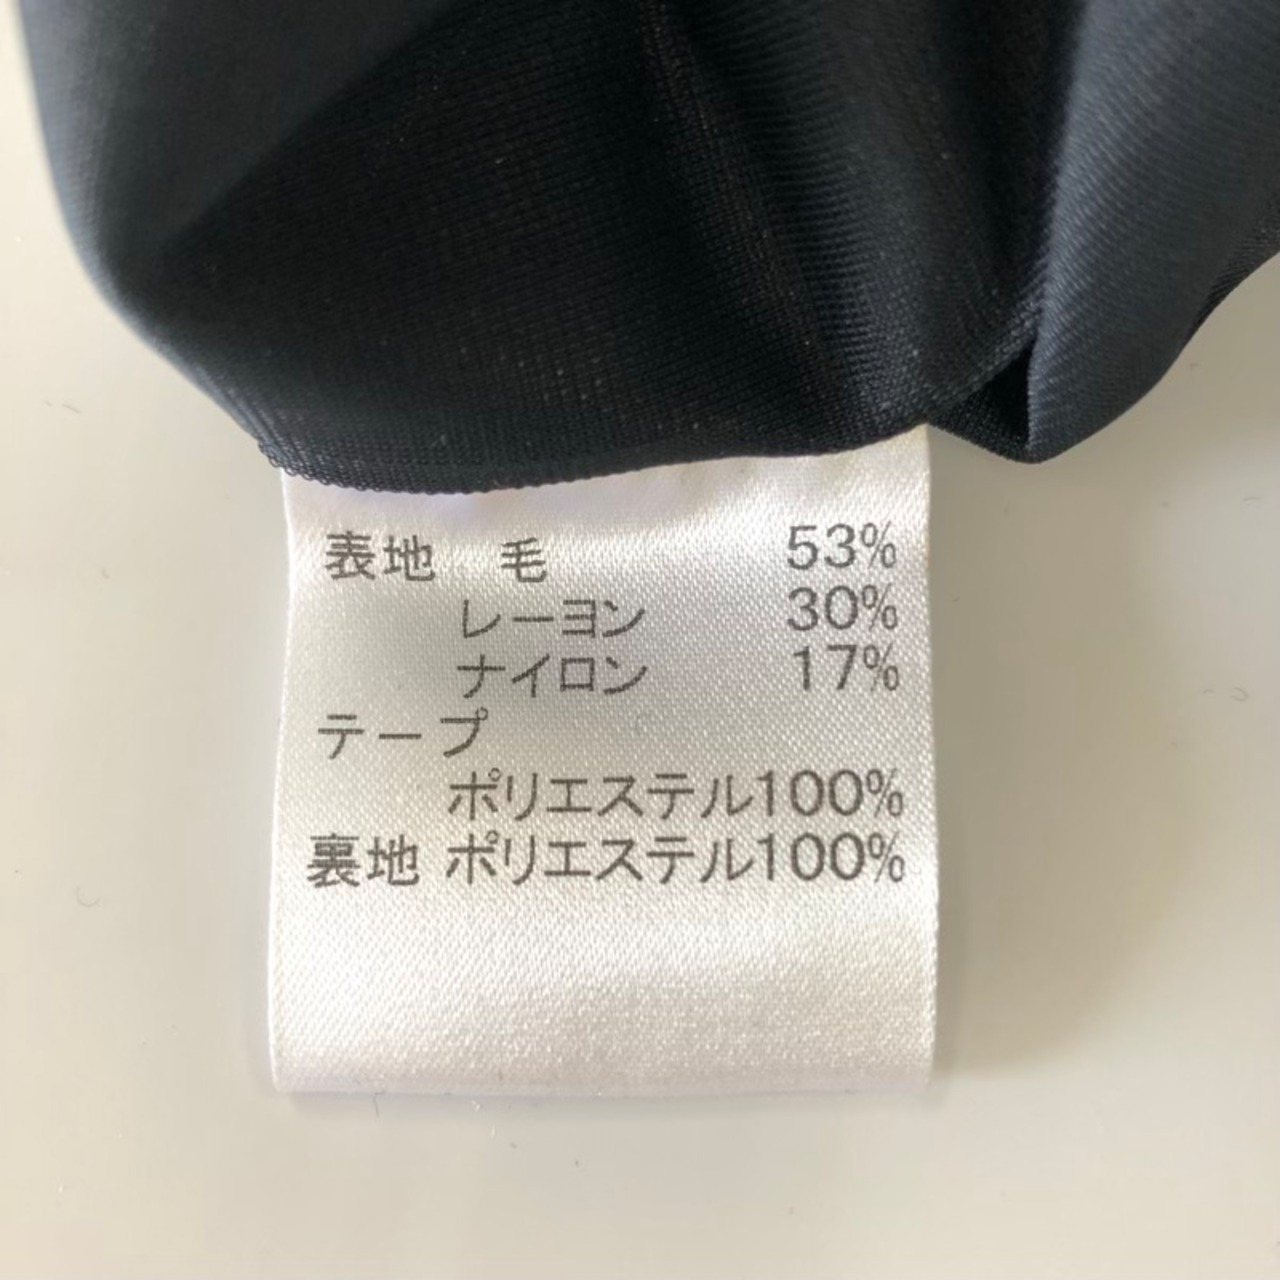 表地 毛 53%
レーヨン 30%
ナイロン 17%
テープ
ポリエステル100%
裏地 ポリエステル100%